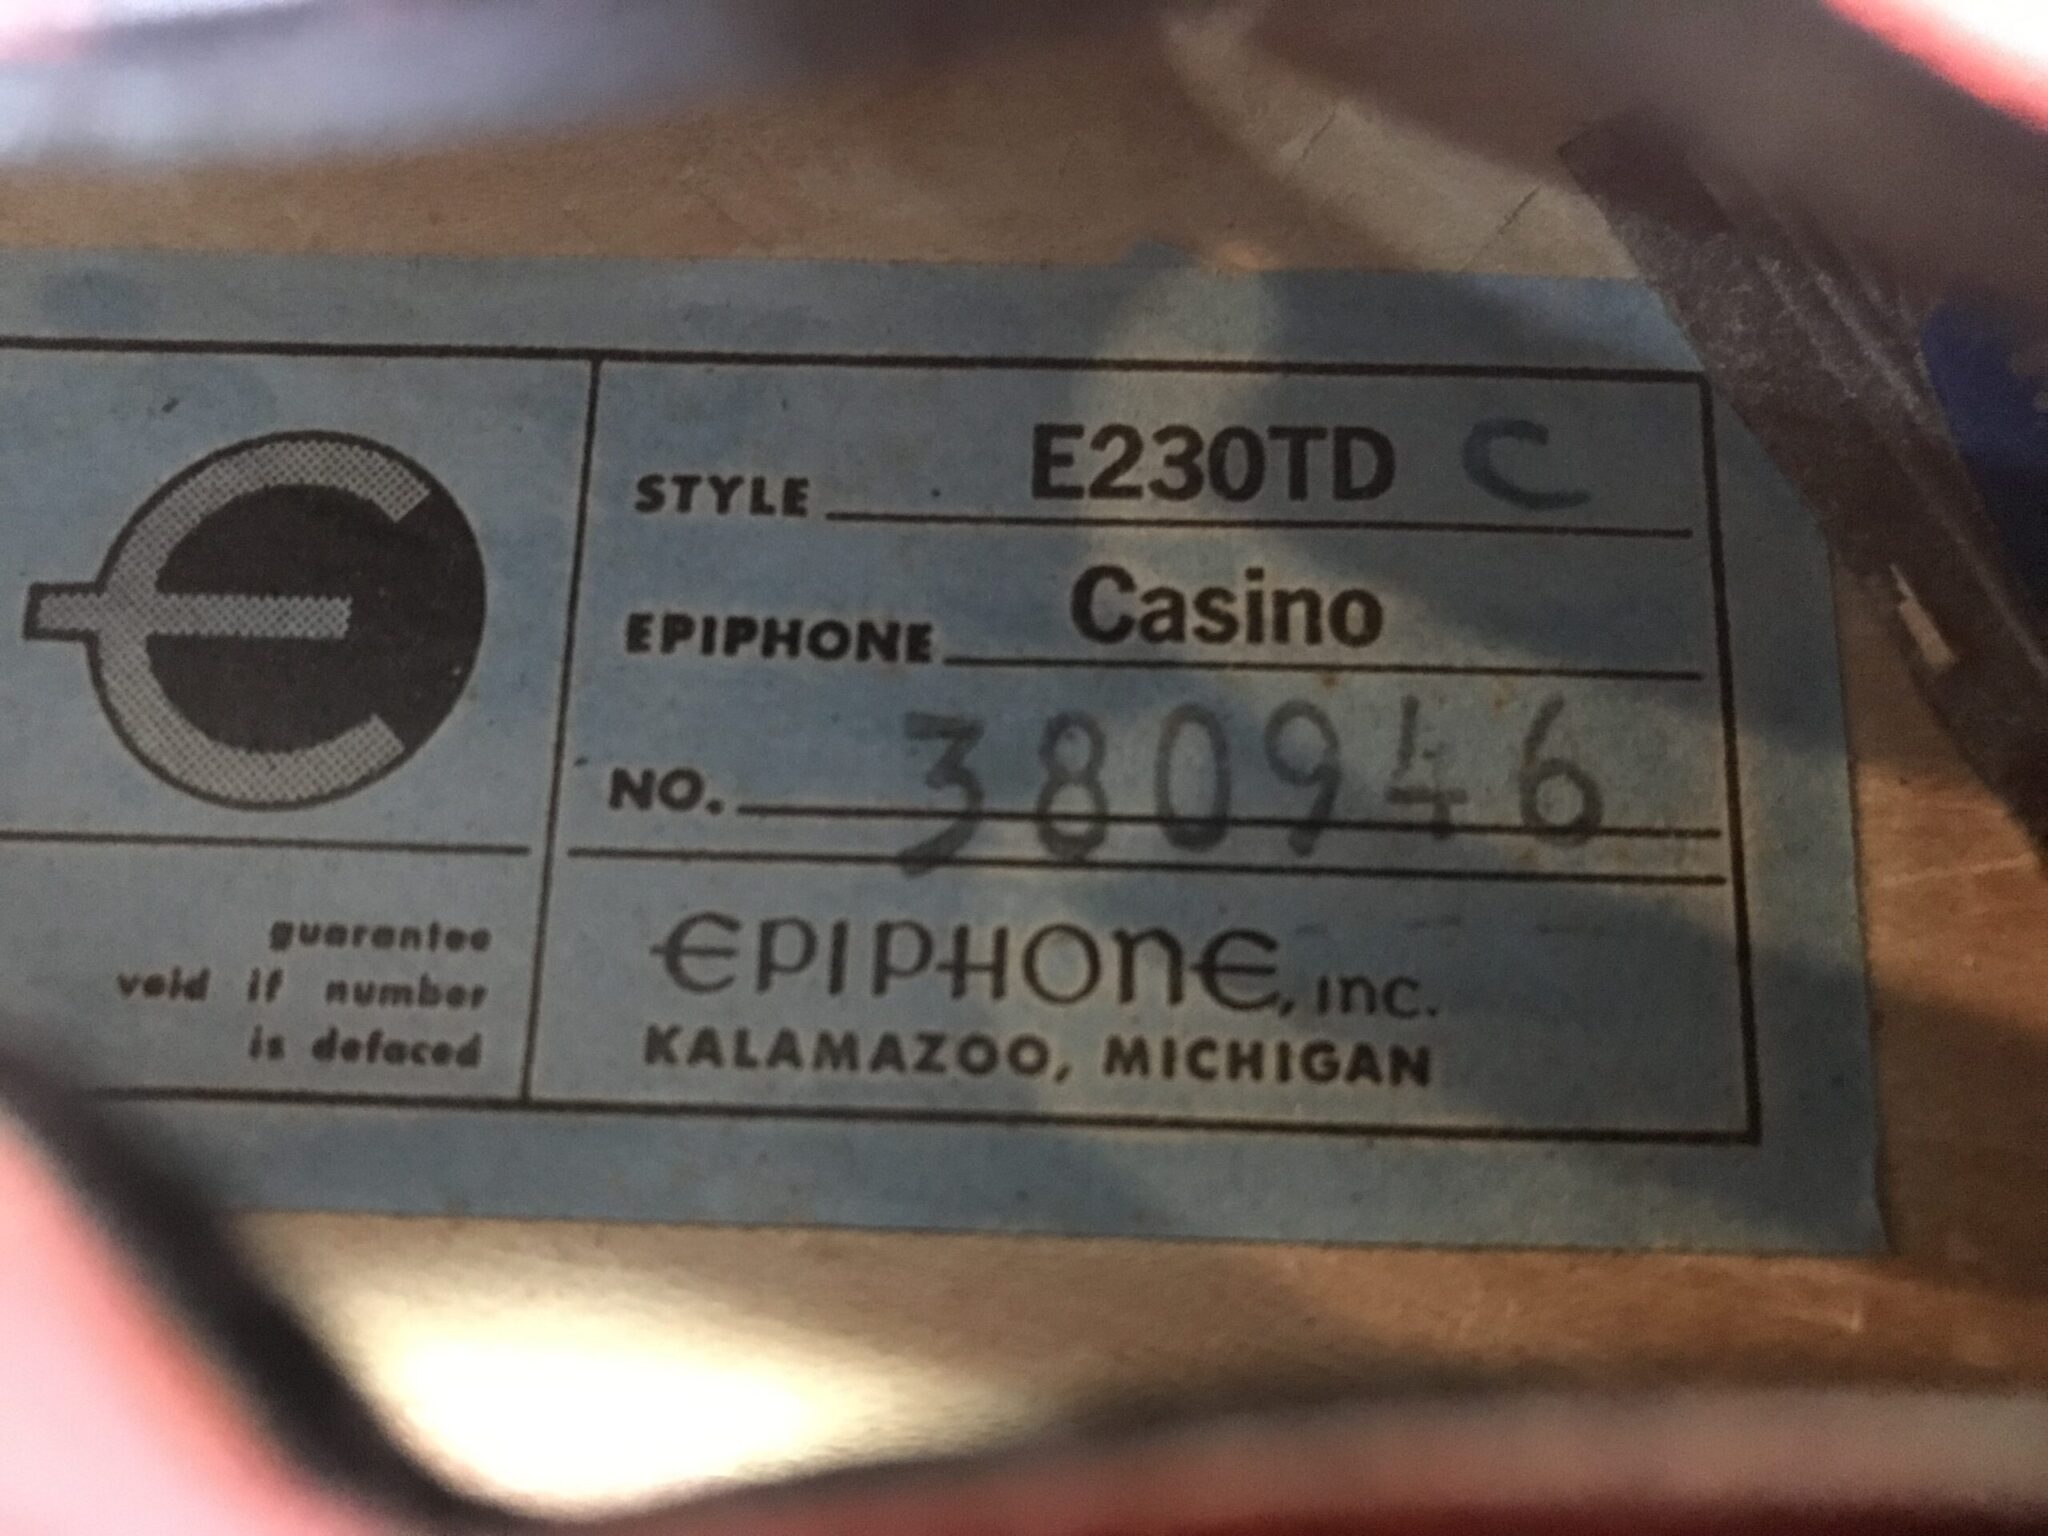 STYLE E230TD C
EPIPHONE Casino
NO. 380946
guarantee
void if number
is defaced
EPIPHONE, INC.
KALAMAZOO, MICHIGAN